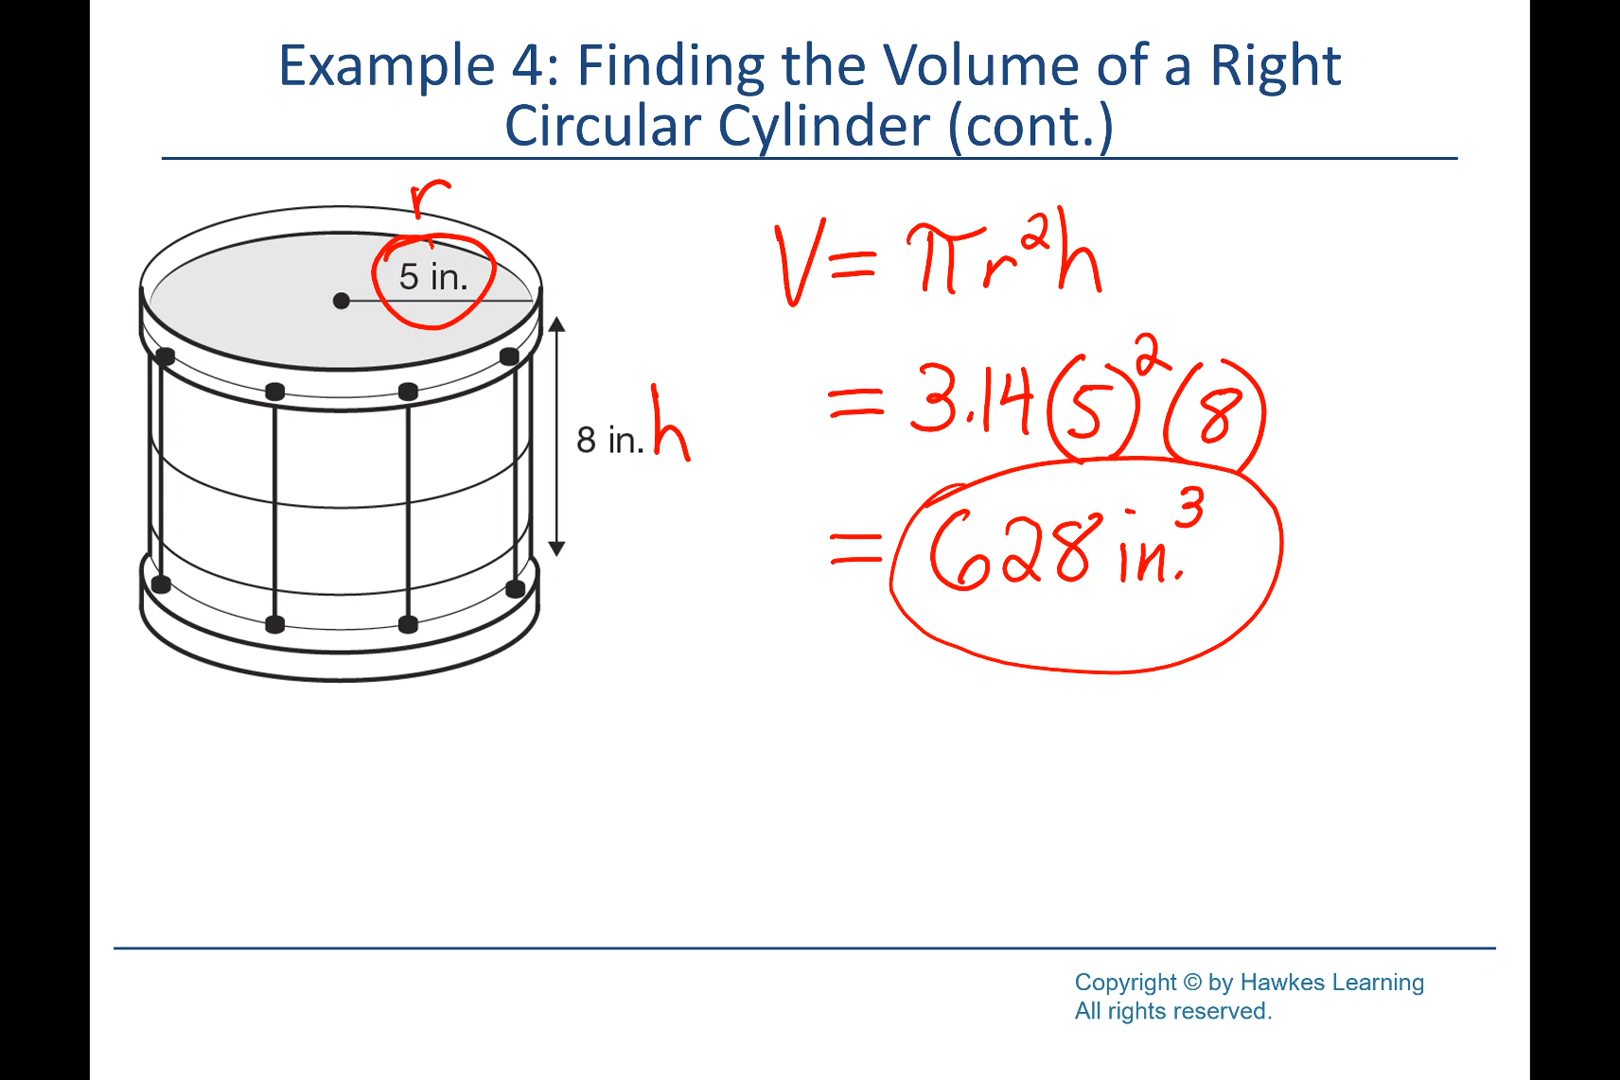 Example 4: Finding the Volume of a Right
Circular Cylinder (cont.)
r
5 in.
8 in. h
V = πr²h
= 3.14(5)²(8)
= 628 in.³
Copyright © by Hawkes Learning
All rights reserved.